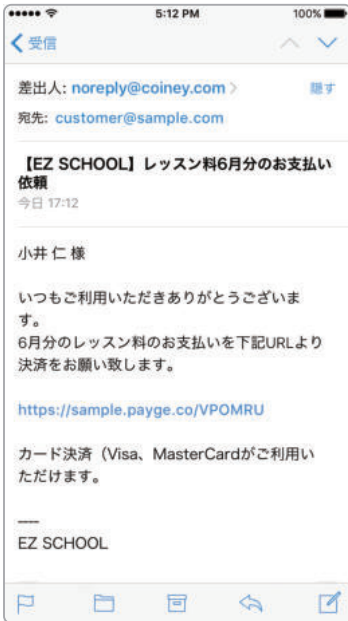 5:12 PM
100%
受信
差出人: noreply@coiney.com
隠す
宛先: customer@sample.com
【EZ SCHOOL】レッスン料6月分のお支払い
依頼
今日 17:12
小井 仁 様
いつもご利用いただきありがとうございま
す。
6月分のレッスン料のお支払いを下記URLより
決済をお願い致します。
https://sample.payge.co/VPOMRU
カード決済（Visa、MasterCardがご利用い
ただけます。
----
EZ SCHOOL